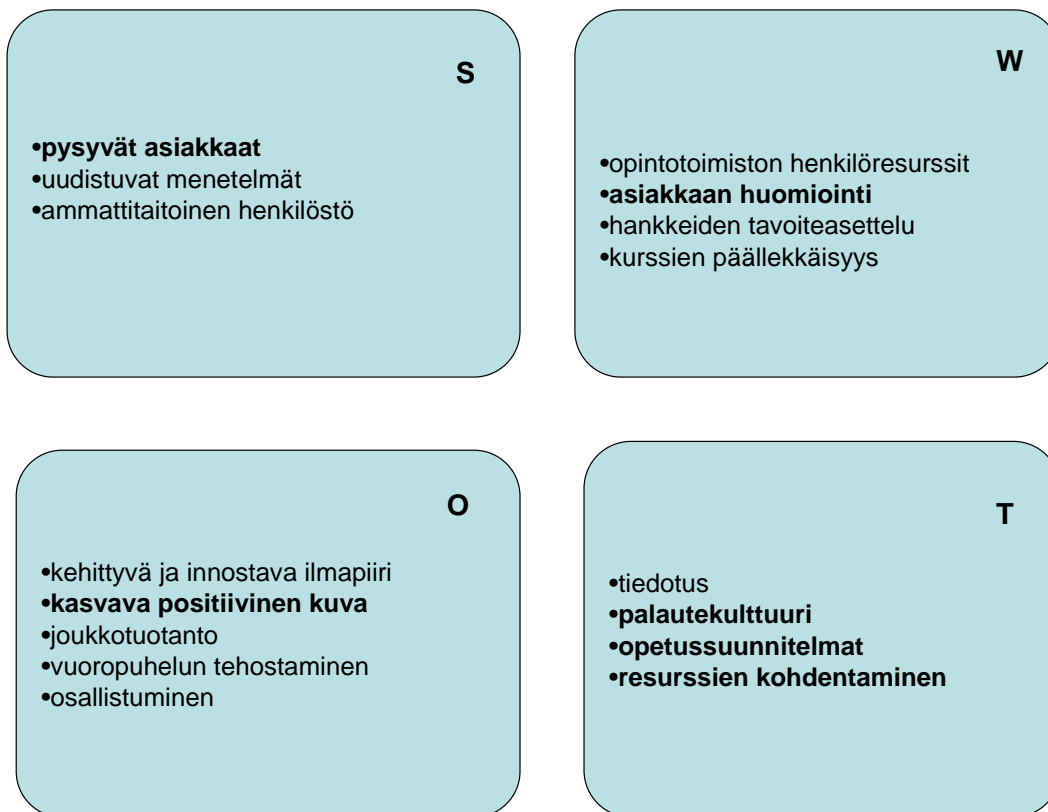 S
•pysyvät asiakkaat
•uudistuvat menetelmät
•ammattitaitoinen henkilöstö
W
•opintotoimiston henkilöresurssit
•asiakkaan huomiointi
•hankkeiden tavoiteasettelu
•kurssien päällekkäisyys
O
•kehittyvä ja innostava ilmapiiri
•kasvava positiivinen kuva
•joukkotuotanto
•vuoropuhelun tehostaminen
•osallistuminen
T
•tiedotus
•palautekulttuuri
•opetussuunnitelmat
•resurssien kohdentaminen